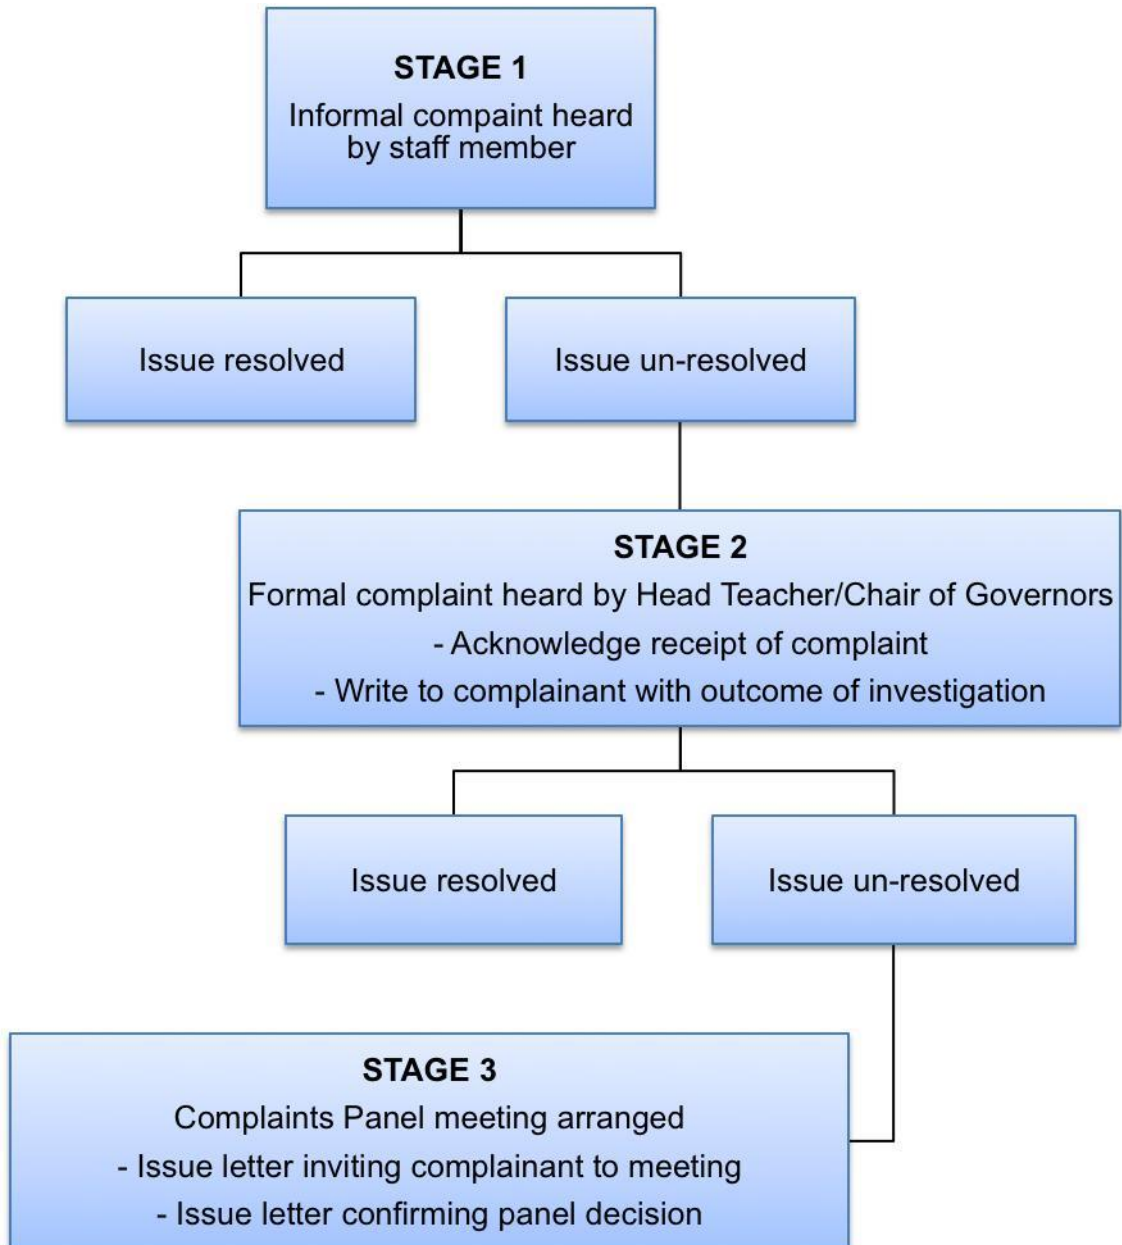 STAGE 1
Informal compaint heard
by staff member
Issue resolved
Issue un-resolved
STAGE 2
Formal complaint heard by Head Teacher/Chair of Governors
- Acknowledge receipt of complaint
- Write to complainant with outcome of investigation
Issue resolved
Issue un-resolved
STAGE 3
Complaints Panel meeting arranged
- Issue letter inviting complainant to meeting
- Issue letter confirming panel decision